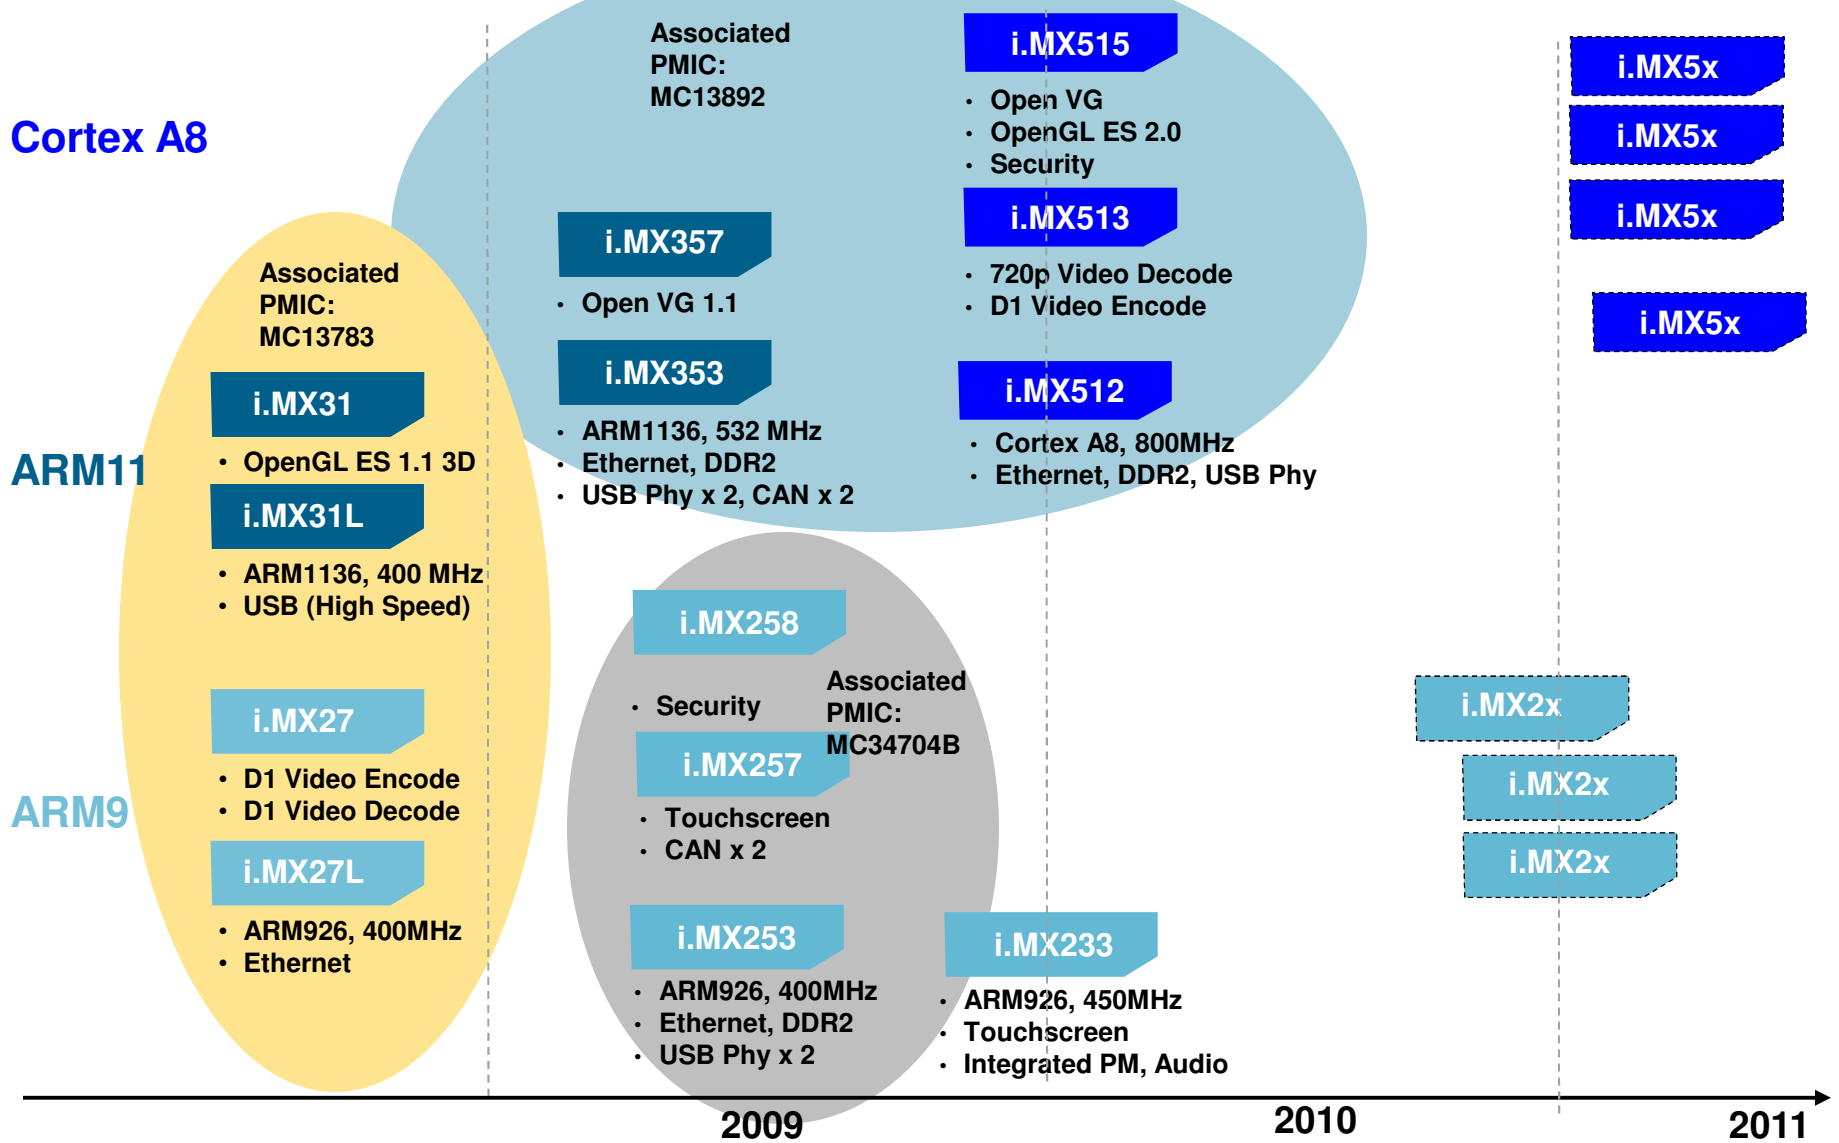 Cortex A8
ARM11
ARM9
Associated
PMIC:
MC13783
i.MX31
• OpenGL ES 1.1 3D
i.MX31L
• ARM1136, 400 MHz
• USB (High Speed)
i.MX27
• D1 Video Encode
• D1 Video Decode
i.MX27L
• ARM926, 400MHz
• Ethernet
Associated
PMIC:
MC13892
i.MX357
• Open VG 1.1
i.MX353
• ARM1136, 532 MHz
• Ethernet, DDR2
• USB Phy x 2, CAN x 2
i.MX515
• Open VG
• OpenGL ES 2.0
• Security
i.MX513
• 720p Video Decode
• D1 Video Encode
i.MX512
• Cortex A8, 800MHz
• Ethernet, DDR2, USB Phy
i.MX258
• Security
Associated
PMIC:
MC34704B
i.MX257
• Touchscreen
• CAN x 2
i.MX253
• ARM926, 400MHz
• Ethernet, DDR2
• USB Phy x 2
i.MX233
• ARM926, 450MHz
• Touchscreen
• Integrated PM, Audio
i.MX5x
i.MX5x
i.MX5x
i.MX5x
i.MX2x
i.MX2x
i.MX2x
2009
2010
2011